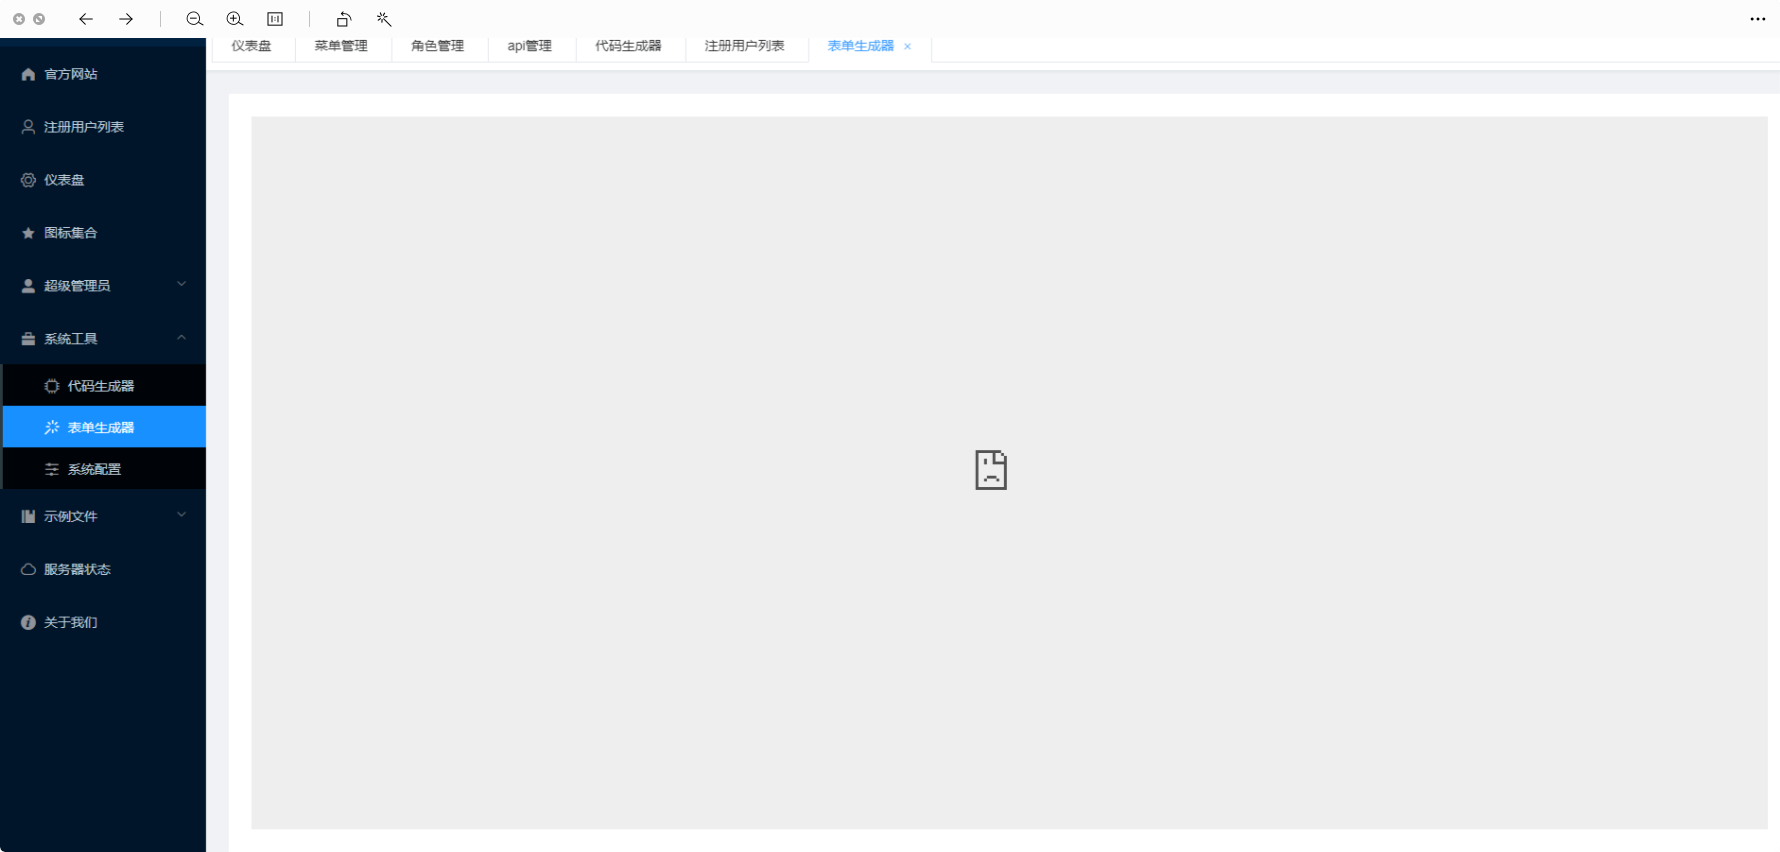 仪表盘 菜单管理 角色管理 api管理 代码生成器 注册用户列表 表单生成器
官方网站
注册用户列表
仪表盘
图标集合
超级管理员
系统工具
代码生成器
表单生成器
系统配置
示例文件
服务器状态
关于我们